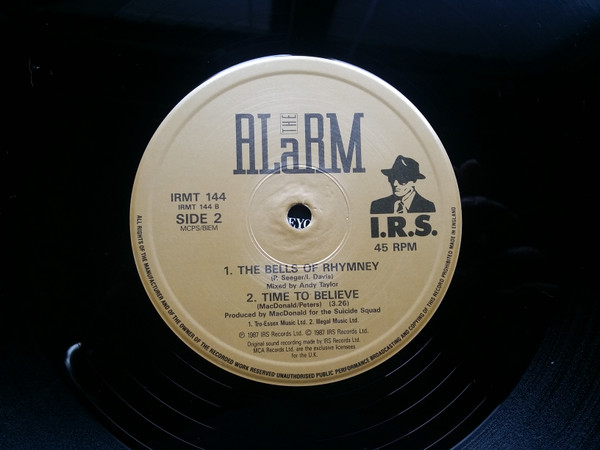 THE
ALaRM
IRMT 144
IRMT 144 B
SIDE 2
MCPS/BIEM
I.R.S.
45 RPM
1. THE BELLS OF RHYMNEY
(P. Seeger/I. Davis)
Mixed by Andy Taylor
2. TIME TO BELIEVE
(MacDonald/Peters) (3.26)
Produced by MacDonald for the Suicide Squad
1. Tro-Essex Music Ltd. 2. Illegal Music Ltd.
℗ 1987 IRS Records Ltd. © 1987 IRS Records Ltd.
Original sound recording made by IRS Records Ltd.
MCA Records Ltd. are the exclusive licensees
for the U.K.
ALL RIGHTS OF THE MANUFACTURER AND OF THE OWNER OF THE RECORDED WORK RESERVED UNAUTHORISED PUBLIC PERFORMANCE BROADCASTING AND COPYING OF THIS RECORD PROHIBITED MADE IN ENGLAND